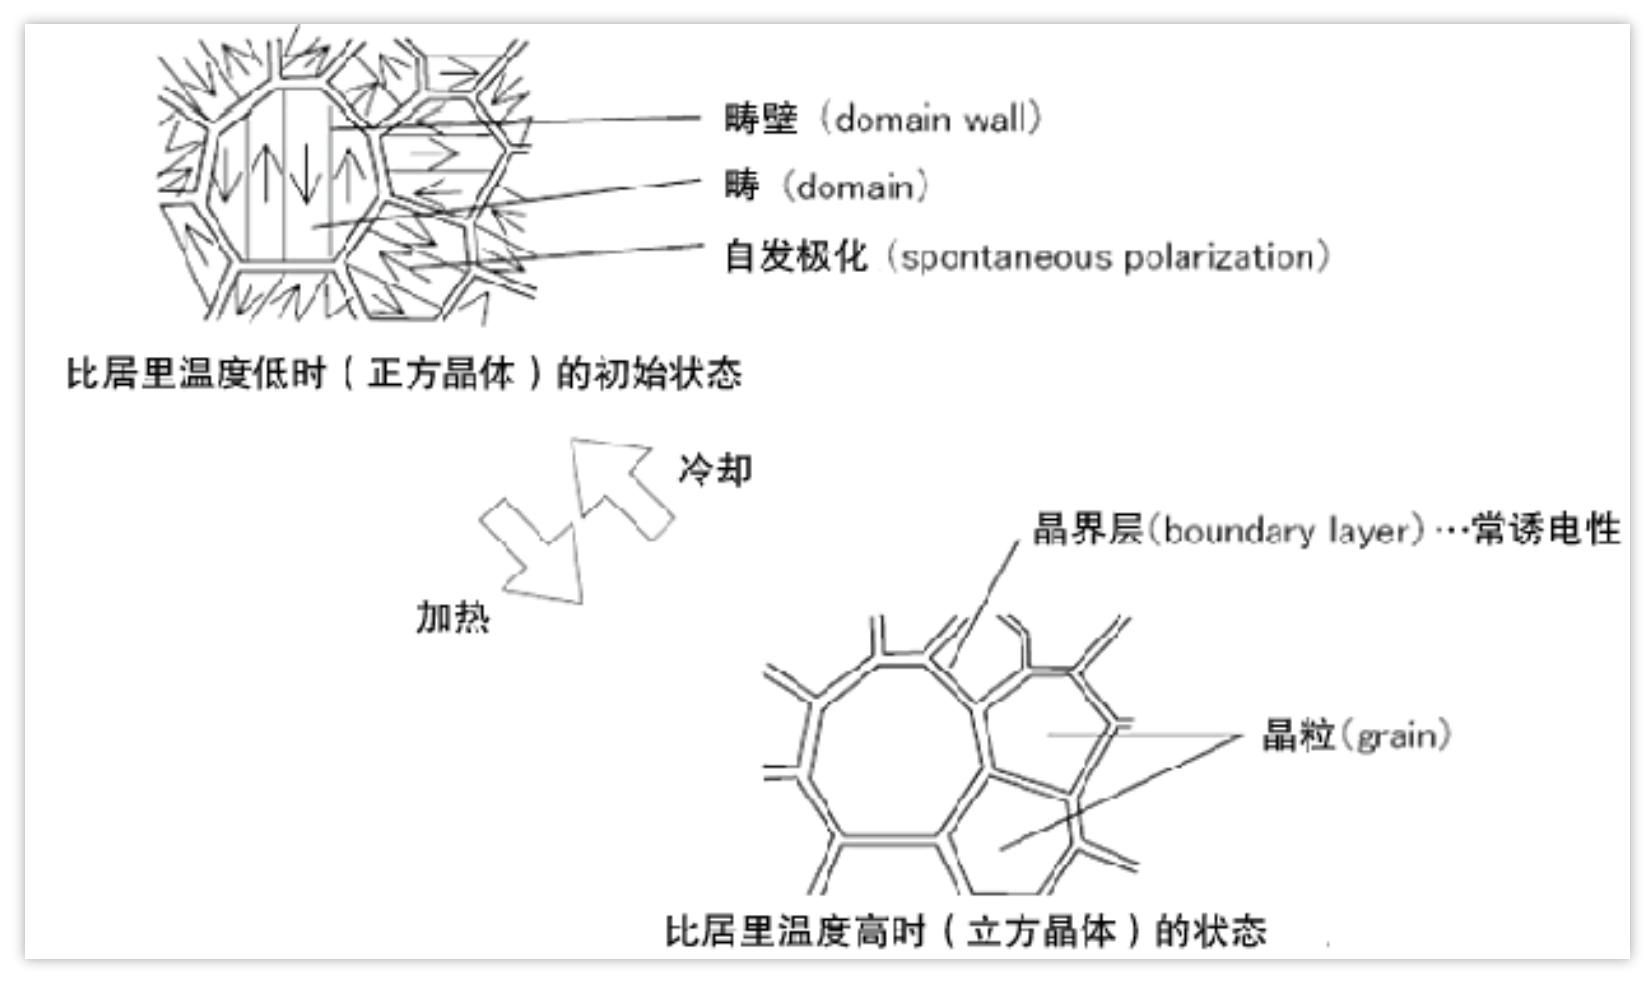 畴壁（domain wall）
畴（domain）
自发极化（spontaneous polarization）
比居里温度低时（正方晶体）的初始状态
冷却
加热
晶界层（boundary layer）…常诱电性
晶粒（grain）
比居里温度高时（立方晶体）的状态